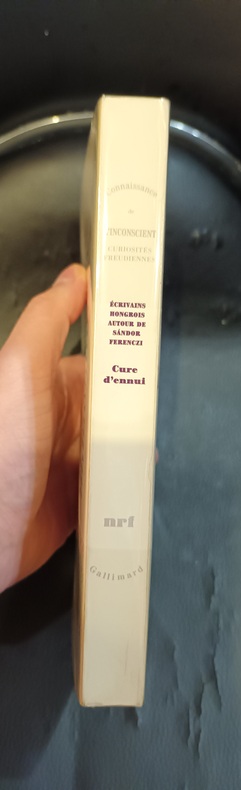 connaissance
de
L'INCONSCIENT
CURIOSITÉS
FREUDIENNES
ÉCRIVAINS
HONGROIS
AUTOUR DE
SÁNDOR
FERENCZI
Cure
d'ennui
nrf
Gallimard